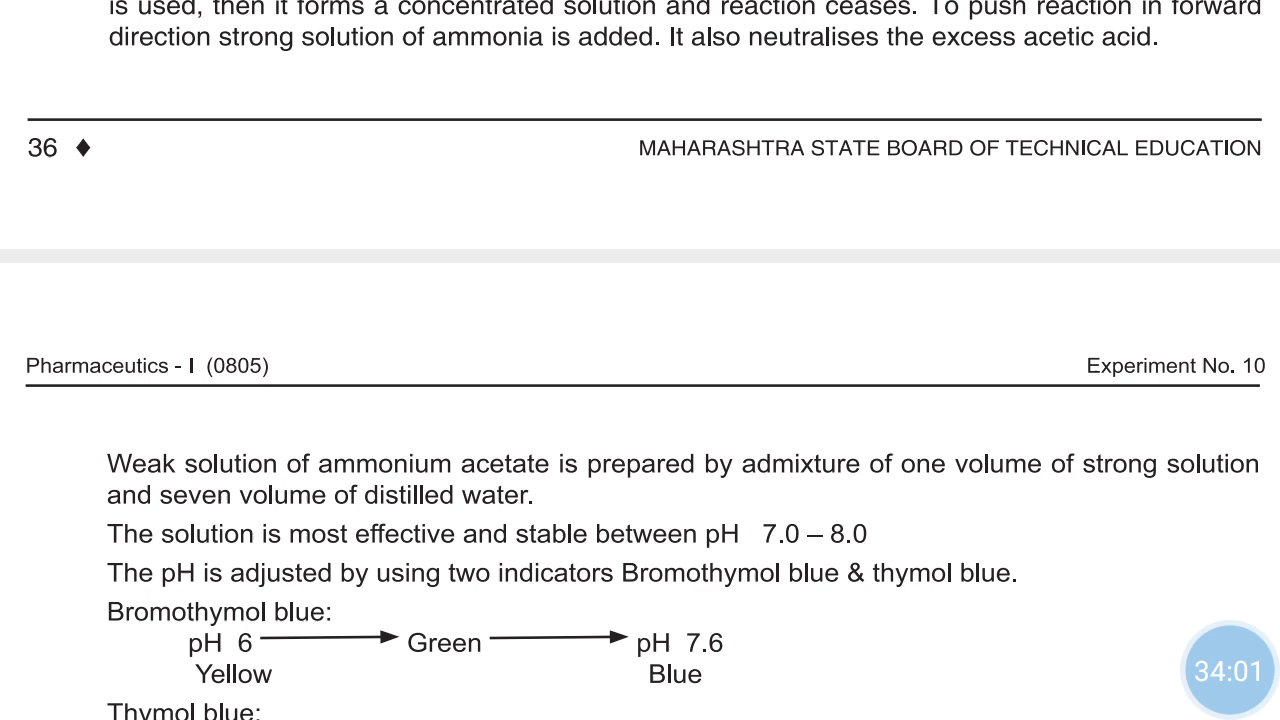 is used, then it forms a concentrated solution and reaction ceases. To push reaction in forward
direction strong solution of ammonia is added. It also neutralises the excess acetic acid.
36 ♦ MAHARASHTRA STATE BOARD OF TECHNICAL EDUCATION
Pharmaceutics - I (0805) Experiment No. 10
Weak solution of ammonium acetate is prepared by admixture of one volume of strong solution
and seven volume of distilled water.
The solution is most effective and stable between pH 7.0 – 8.0
The pH is adjusted by using two indicators Bromothymol blue & thymol blue.
Bromothymol blue:
pH 6 → Green → pH 7.6
Yellow Blue
34:01
Thymol blue: